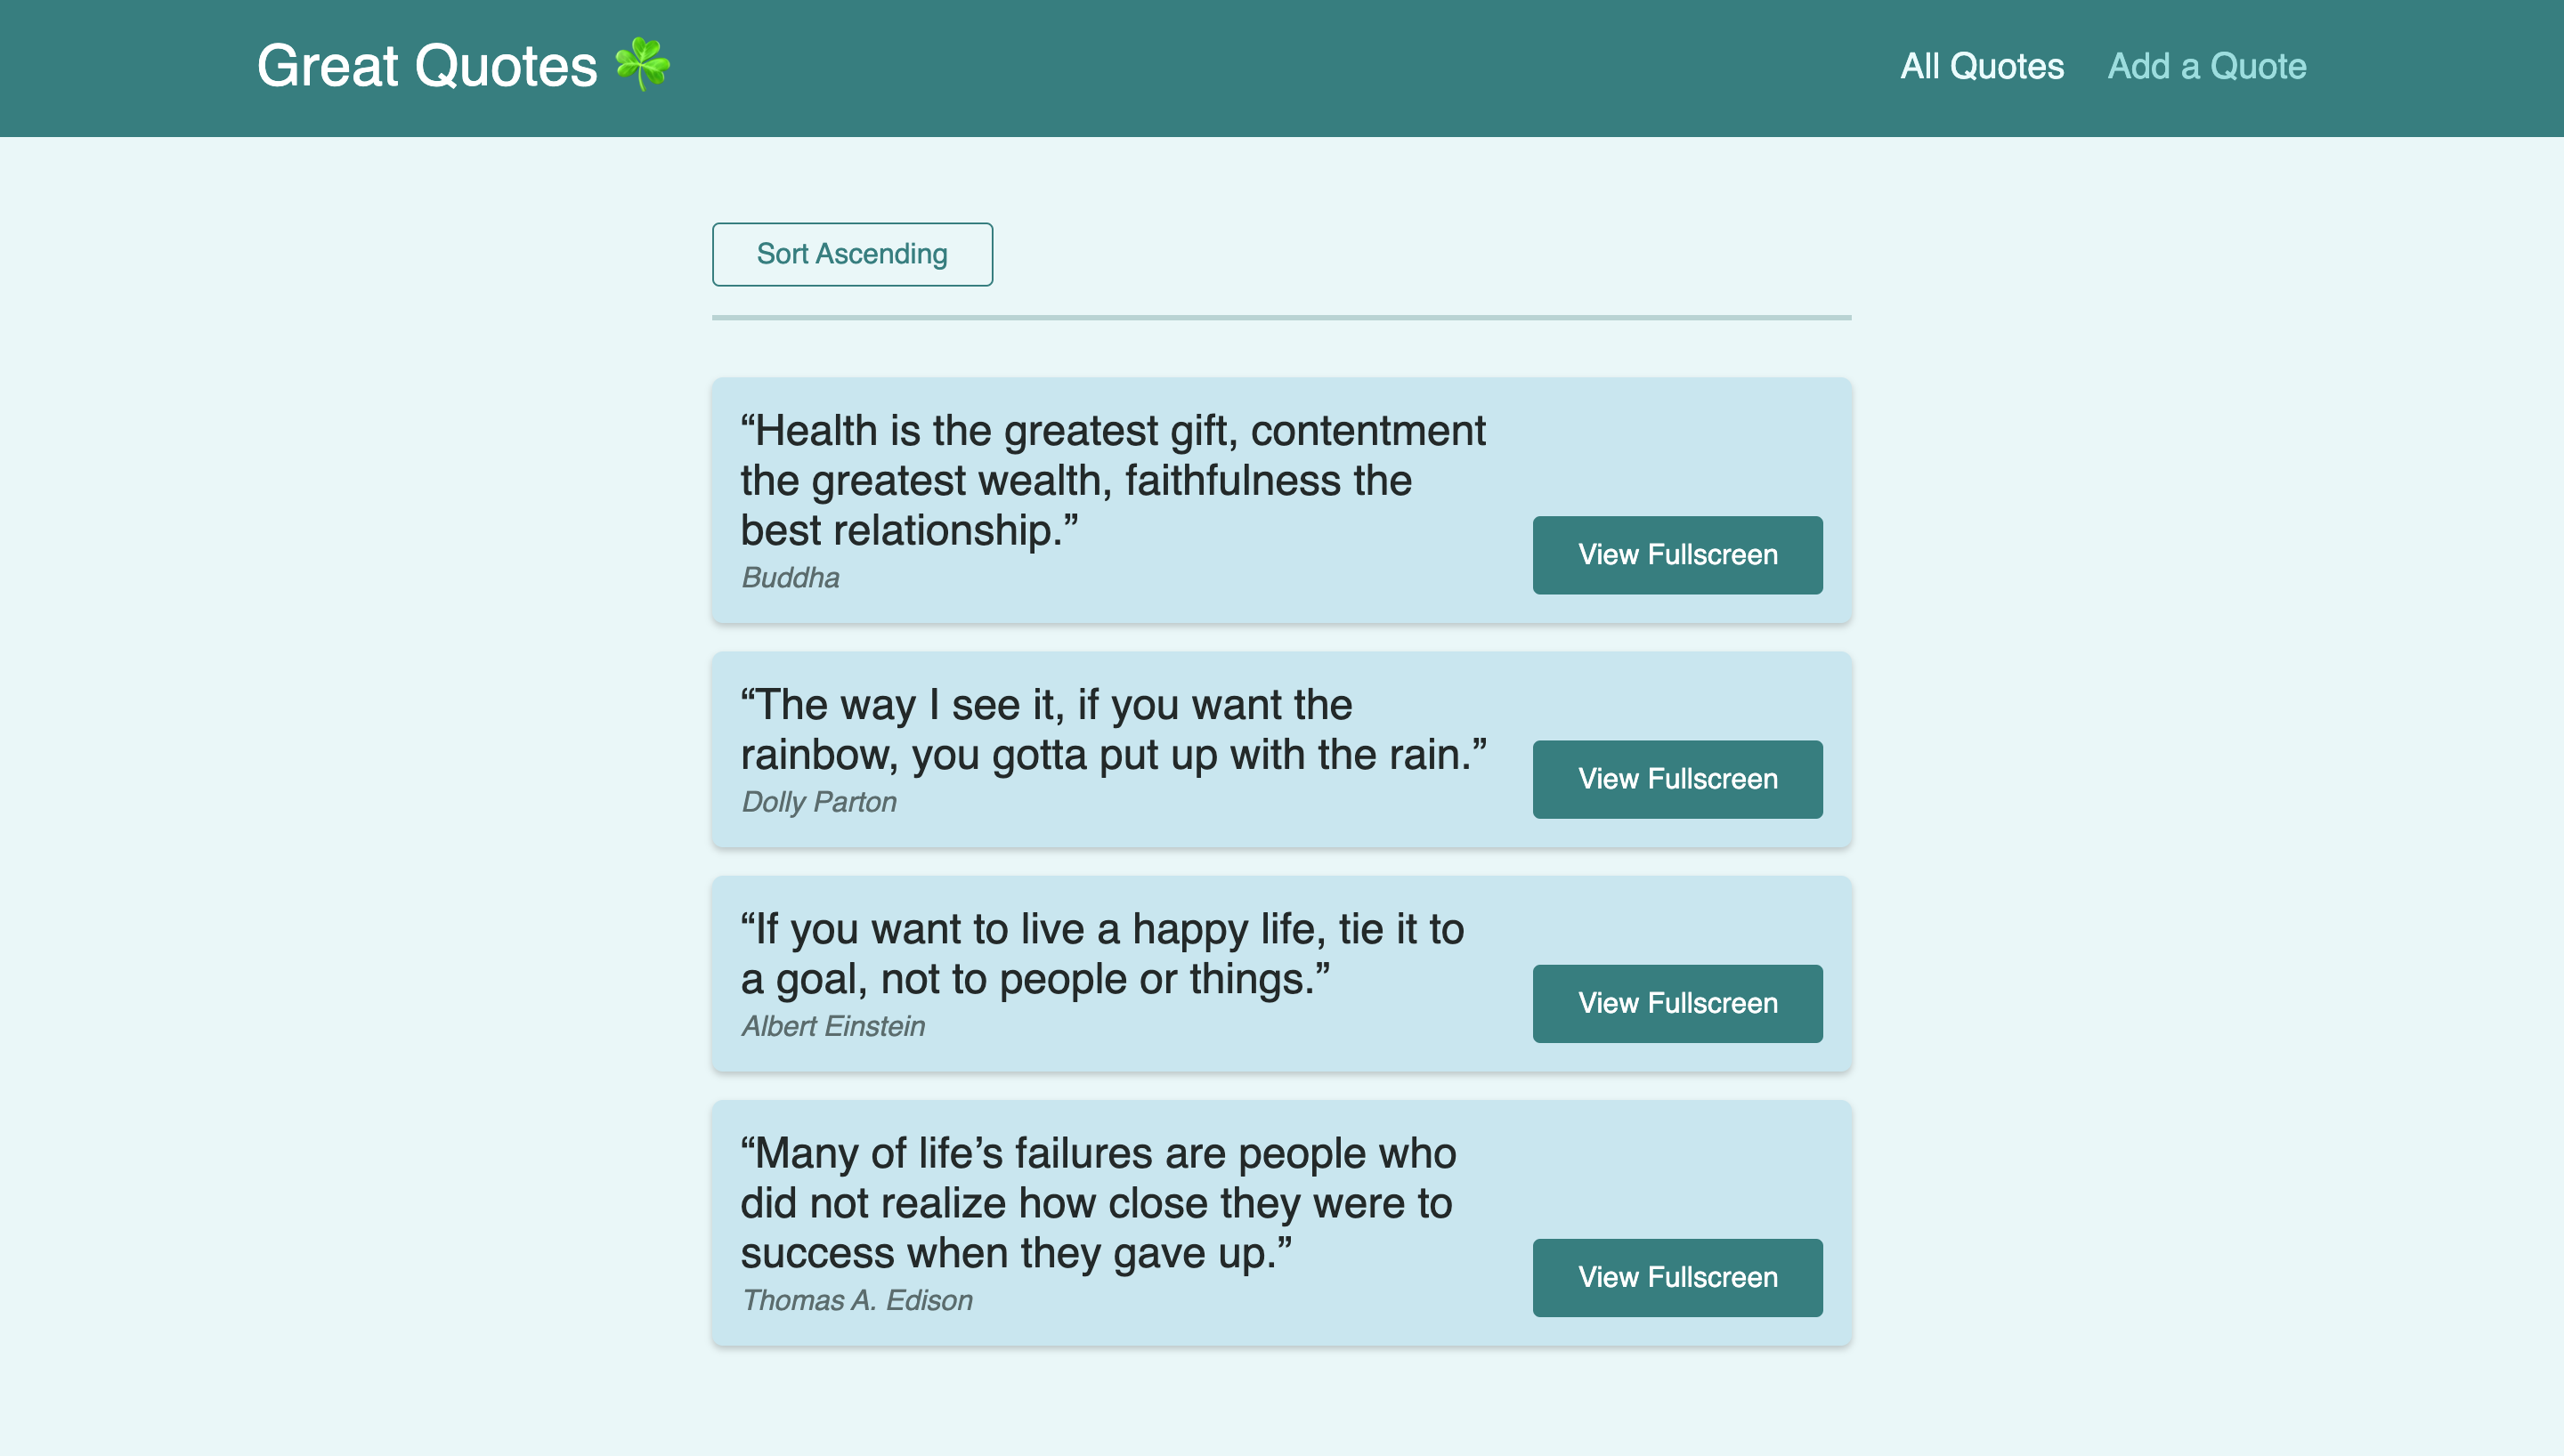 Great Quotes ☘️
All Quotes
Add a Quote
Sort Ascending
“Health is the greatest gift, contentment
the greatest wealth, faithfulness the
best relationship.”
Buddha
View Fullscreen
“The way I see it, if you want the
rainbow, you gotta put up with the rain.”
Dolly Parton
View Fullscreen
“If you want to live a happy life, tie it to
a goal, not to people or things.”
Albert Einstein
View Fullscreen
“Many of life’s failures are people who
did not realize how close they were to
success when they gave up.”
Thomas A. Edison
View Fullscreen